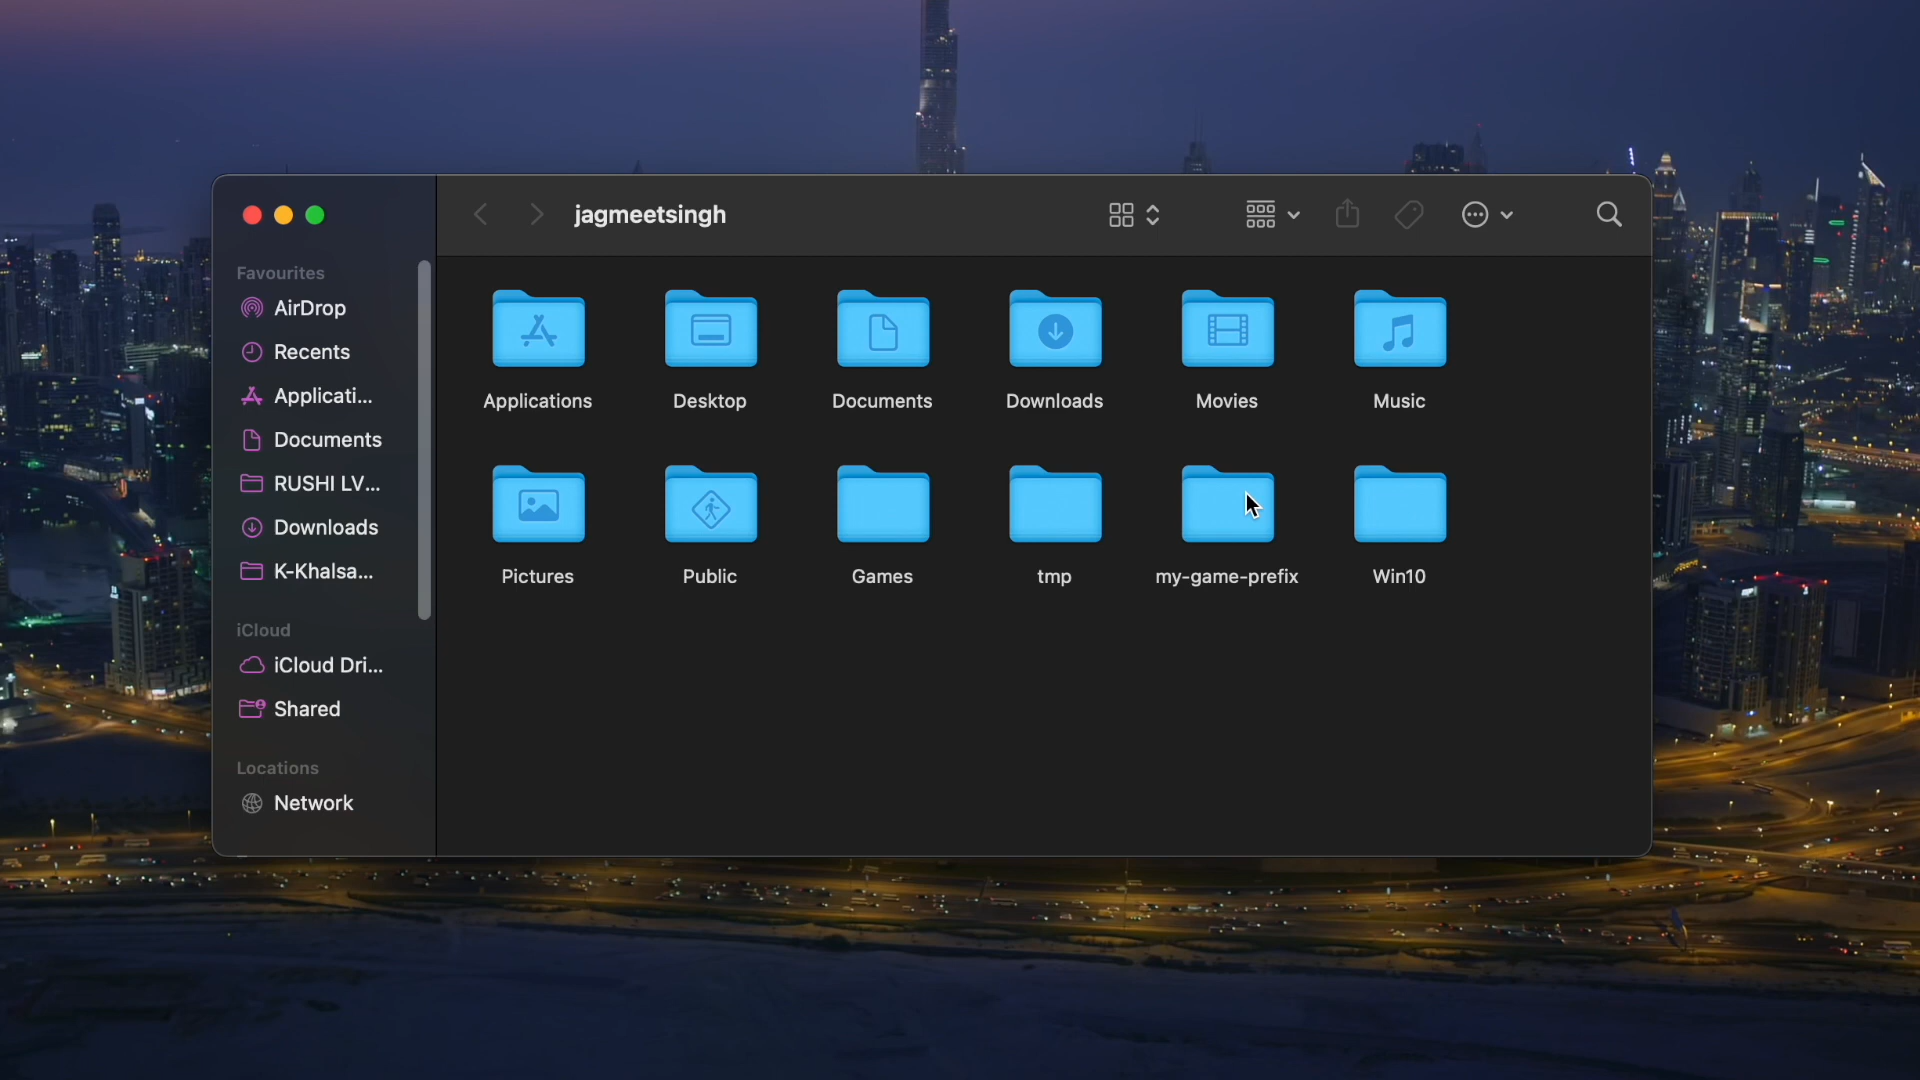 jagmeetsingh
Favourites
AirDrop
Recents
Applicati...
Documents
RUSHI LV...
Downloads
K-Khalsa...
iCloud
iCloud Dri...
Shared
Locations
Network
Applications
Desktop
Documents
Downloads
Movies
Music
Pictures
Public
Games
tmp
my-game-prefix
Win10